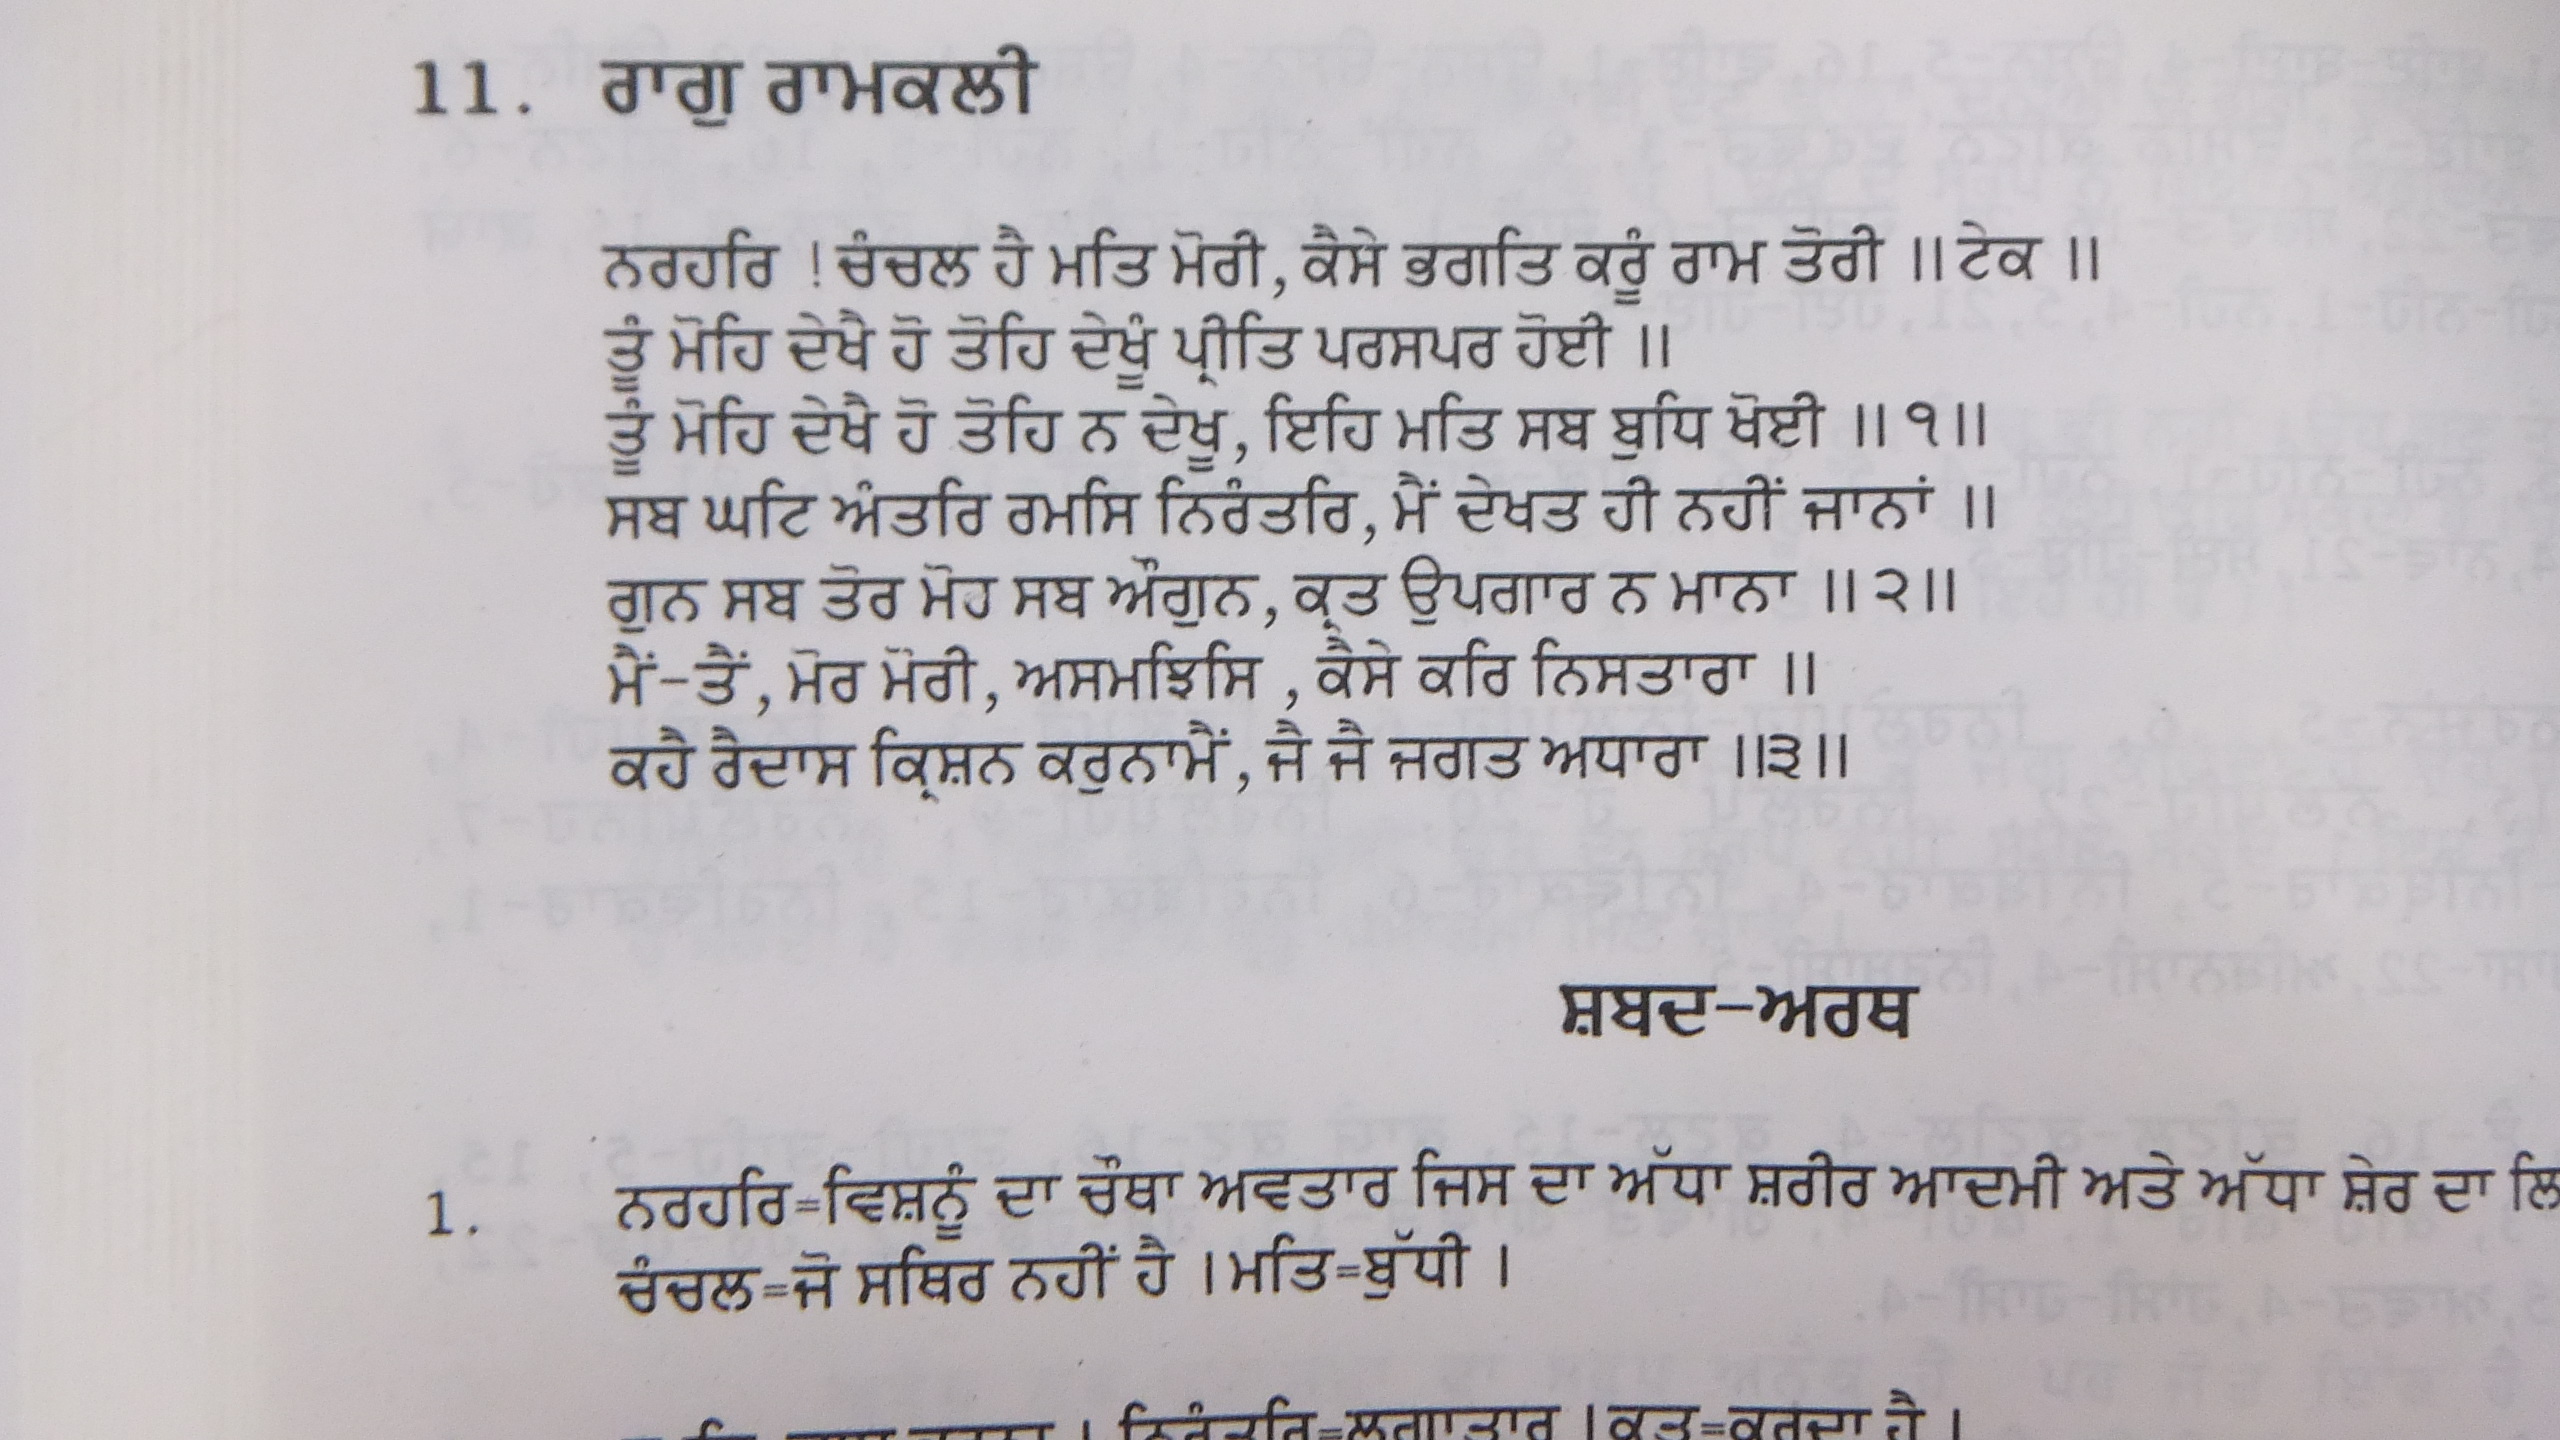 11. ਰਾਗੁ ਰਾਮਕਲੀ
ਨਰਹਰਿ ! ਚੰਚਲ ਹੈ ਮਤਿ ਮੋਰੀ, ਕੈਸੇ ਭਗਤਿ ਕਰੂੰ ਰਾਮ ਤੋਰੀ ॥ ਟੇਕ ॥
ਤੂੰ ਮੋਹਿ ਦੇਖੈ ਹੋ ਤੋਹਿ ਦੇਖੂੰ ਪ੍ਰੀਤਿ ਪਰਸਪਰ ਹੋਈ ॥
ਤੂੰ ਮੋਹਿ ਦੇਖੈ ਹੋ ਤੋਹਿ ਨ ਦੇਖੂ, ਇਹਿ ਮਤਿ ਸਬ ਬੁਧਿ ਖੋਈ ॥ ੧॥
ਸਬ ਘਟਿ ਅੰਤਰਿ ਰਮਸਿ ਨਿਰੰਤਰਿ, ਮੈਂ ਦੇਖਤ ਹੀ ਨਹੀਂ ਜਾਨਾਂ ॥
ਗੁਨ ਸਬ ਤੋਰ ਮੋਹ ਸਬ ਔਗੁਨ, ਕ੍ਰਤ ਉਪਗਾਰ ਨ ਮਾਨਾ ॥ ੨॥
ਮੈਂ-ਤੈਂ, ਮੋਰ ਮੋਰੀ, ਅਸਮਝਿਸਿ , ਕੈਸੇ ਕਰਿ ਨਿਸਤਾਰਾ ॥
ਕਹੈ ਰੈਦਾਸ ਕ੍ਰਿਸ਼ਨ ਕਰੁਨਾਮੈਂ, ਜੈ ਜੈ ਜਗਤ ਅਧਾਰਾ ॥੩॥
ਸ਼ਬਦ-ਅਰਥ
1. ਨਰਹਰਿ=ਵਿਸ਼ਨੂੰ ਦਾ ਚੌਥਾ ਅਵਤਾਰ ਜਿਸ ਦਾ ਅੱਧਾ ਸ਼ਰੀਰ ਆਦਮੀ ਅਤੇ ਅੱਧਾ ਸ਼ੇਰ ਦਾ
ਚੰਚਲ=ਜੋ ਸਥਿਰ ਨਹੀਂ ਹੈ । ਮਤਿ=ਬੁੱਧੀ ।
। ਨਿਰੰਤਰਿ=ਲਗਾਤਾਰ । ਕ੍ਰਤ=ਕਰਦਾ ਹੈ ।